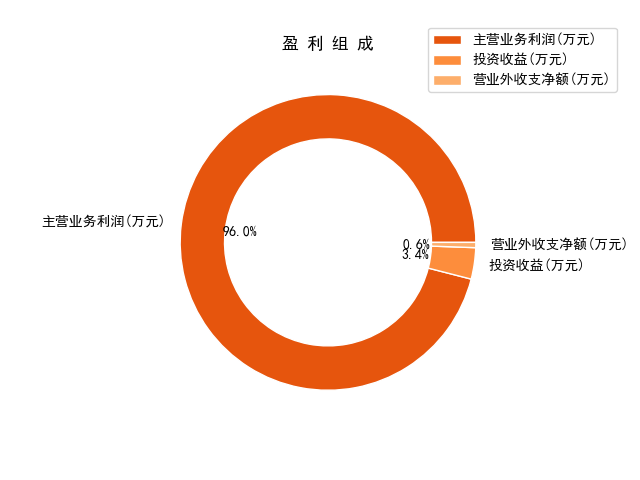 盈 利 组 成
主营业务利润(万元)
投资收益(万元)
营业外收支净额(万元)
主营业务利润(万元)
96.0%
0.6%
营业外收支净额(万元)
3.4%
投资收益(万元)